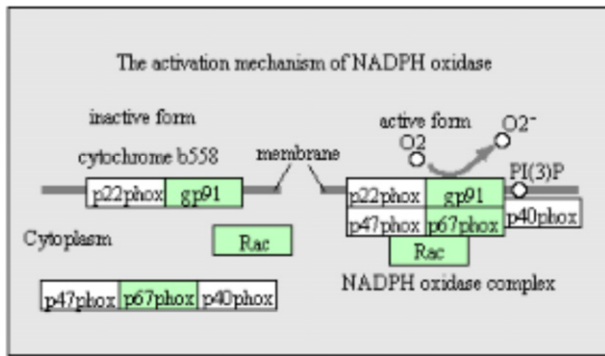 The activation mechanism of NADPH oxidase
inactive form
cytochrome b558
membrane
active form
O2
O2-
PI(3)P
p22phox gp91
p22phox gp91
p47phox p67phox
p40phox
Cytoplasm
Rac
Rac
NADPH oxidase complex
p47phox p67phox p40phox